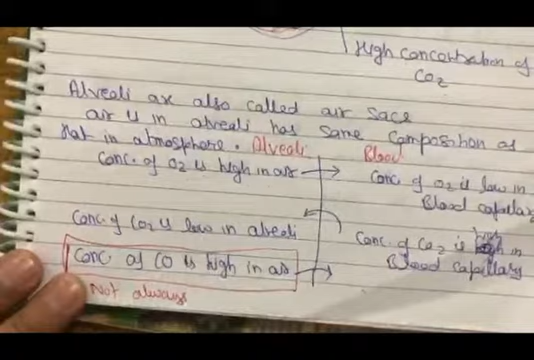 High concentration of
CO2
Alveoli are also called air sacs
air is in alveoli has same composition as
that in atmosphere. Alveoli
Blood
Conc. of O2 is high in air
Conc of O2 is low in
Blood capillary
Conc. of CO2 is low in alveoli
Conc. of CO2 is high in
Blood capillary
Conc. of CO is high in air
Not always